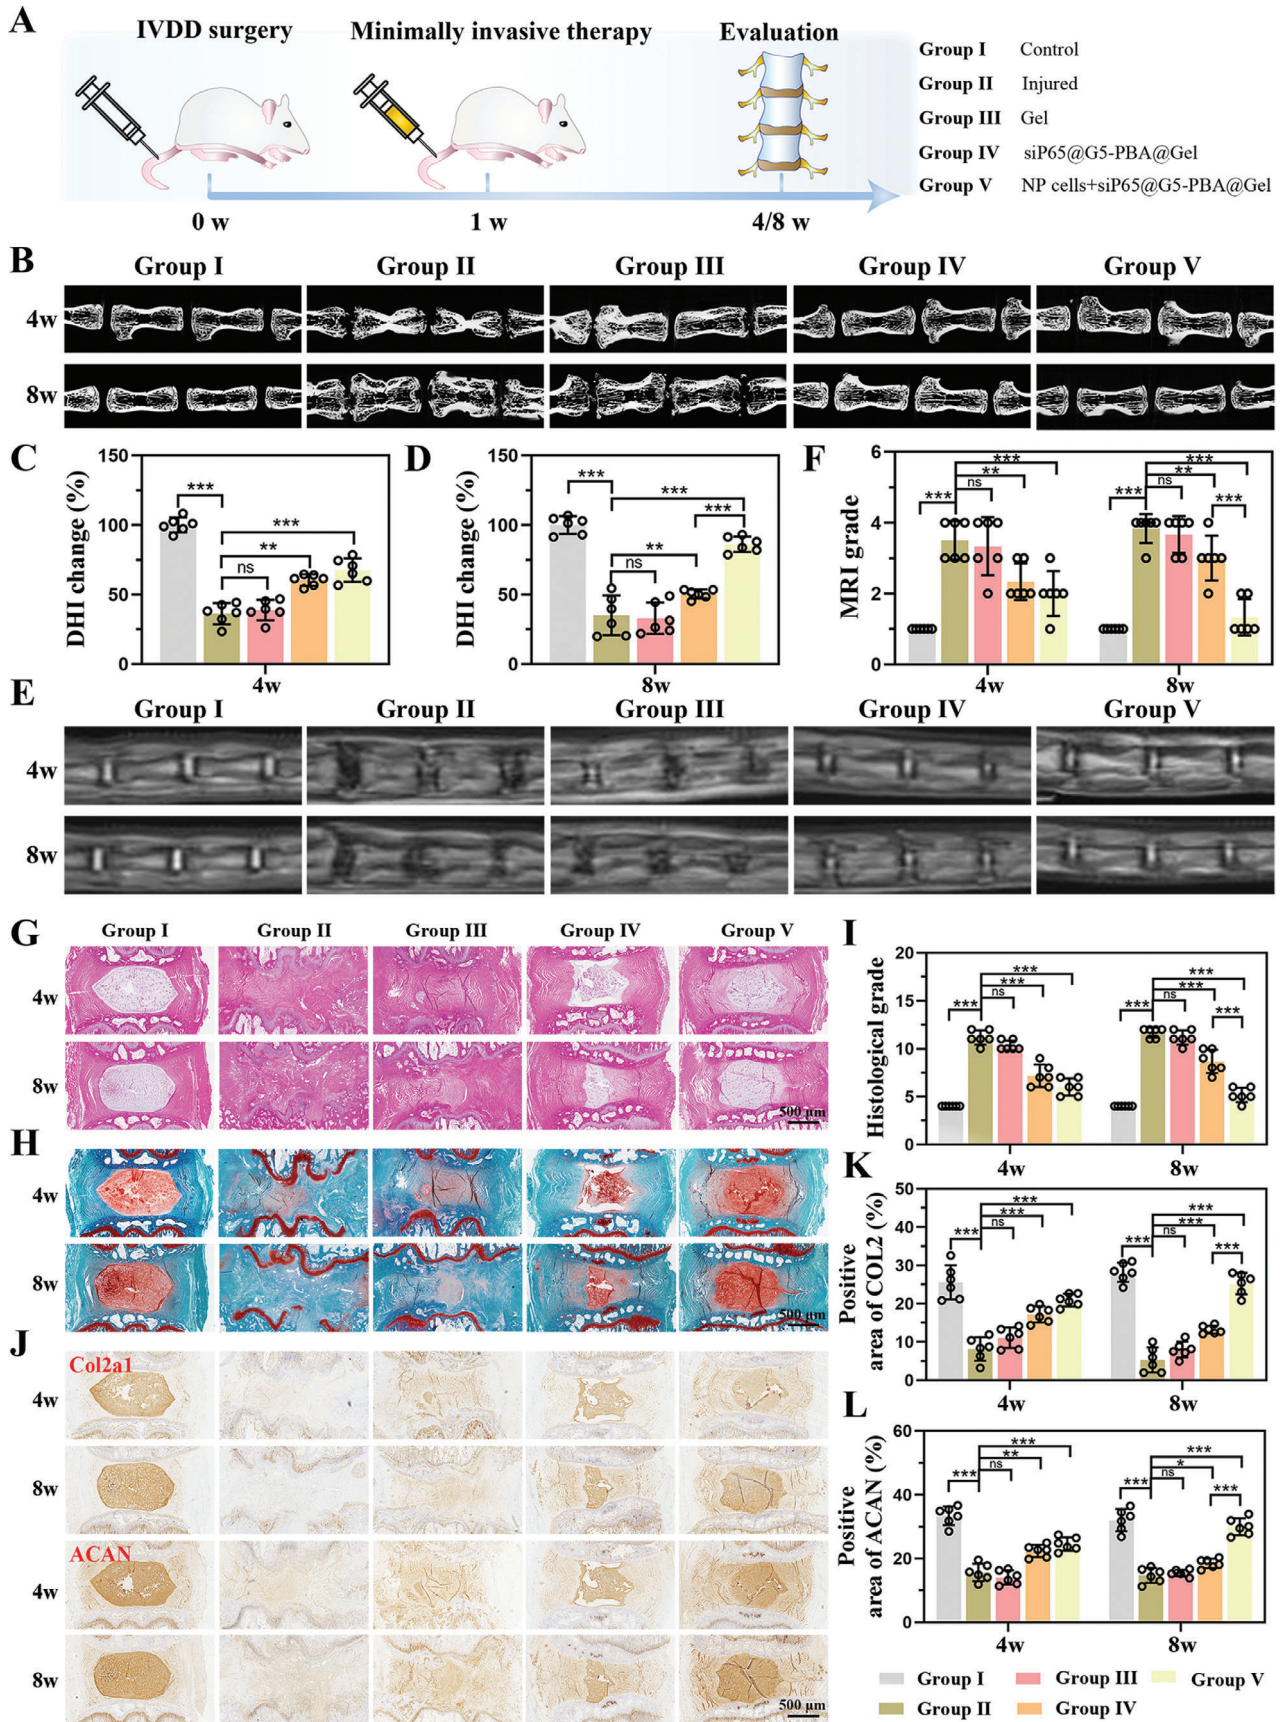 A
IVDD surgery
Minimally invasive therapy
Evaluation
0 w
1 w
4/8 w
Group I Control
Group II Injured
Group III Gel
Group IV siP65@G5-PBA@Gel
Group V NP cells+siP65@G5-PBA@Gel
B
Group I Group II Group III Group IV Group V
4w
8w
C
DHI change (%)
150
100
50
0
***
***
**
ns
4w
D
DHI change (%)
150
100
50
0
***
***
***
**
ns
8w
F
MRI grade
6
4
2
0
***
**
ns
***
***
**
ns
***
***
4w 8w
E
Group I Group II Group III Group IV Group V
4w
8w
G
Group I Group II Group III Group IV Group V
4w
8w
500 µm
H
4w
8w
500 µm
I
Histological grade
20
15
10
5
0
***
***
ns
***
***
***
ns
***
***
4w 8w
J
Col2a1
4w
8w
ACAN
4w
8w
500 µm
K
Positive
area of COL2 (%)
50
40
30
20
10
0
***
***
ns
***
***
***
ns
***
***
4w 8w
L
Positive
area of ACAN (%)
60
40
20
0
***
**
ns
***
***
*
ns
***
***
4w 8w
Group I Group III Group V
Group II Group IV